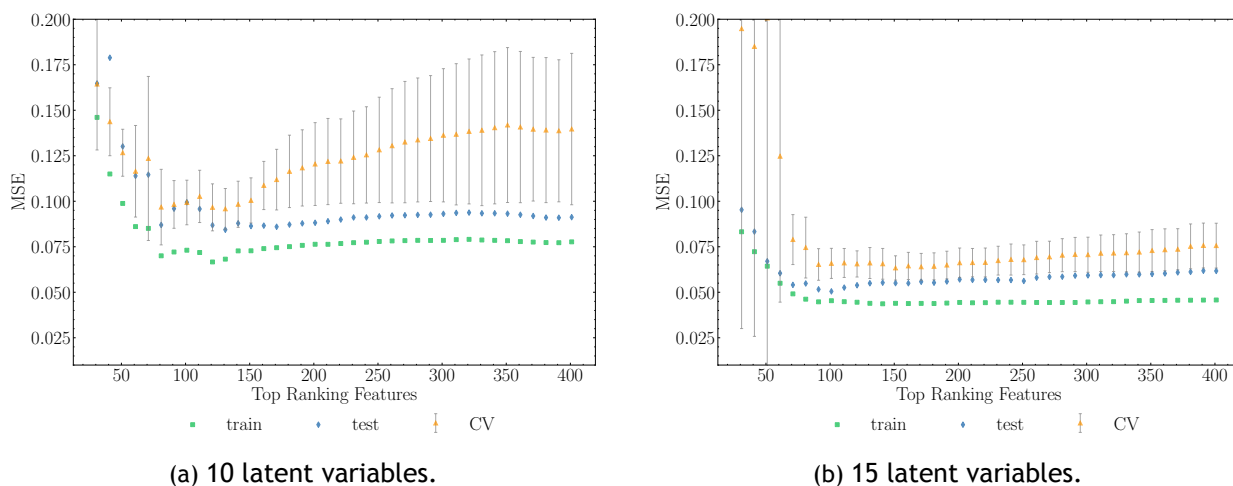 0.200
0.175
0.150
0.125
0.100
0.075
0.050
0.025
MSE
50 100 150 200 250 300 350 400
Top Ranking Features
train test CV
(a) 10 latent variables.
0.200
0.175
0.150
0.125
0.100
0.075
0.050
0.025
MSE
50 100 150 200 250 300 350 400
Top Ranking Features
train test CV
(b) 15 latent variables.